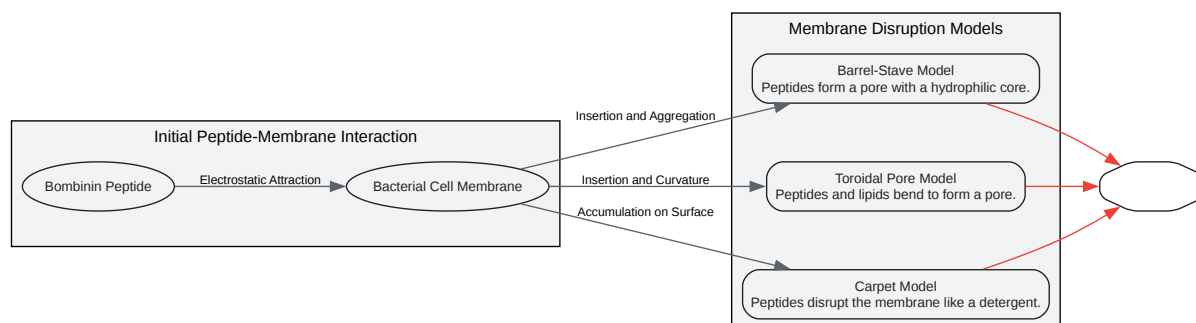 Membrane Disruption Models
Barrel-Stave Model
Peptides form a pore with a hydrophilic core.
Insertion and Aggregation
Initial Peptide-Membrane Interaction
Bombinin Peptide
Electrostatic Attraction
Bacterial Cell Membrane
Insertion and Curvature
Toroidal Pore Model
Peptides and lipids bend to form a pore.
Accumulation on Surface
Carpet Model
Peptides disrupt the membrane like a detergent.